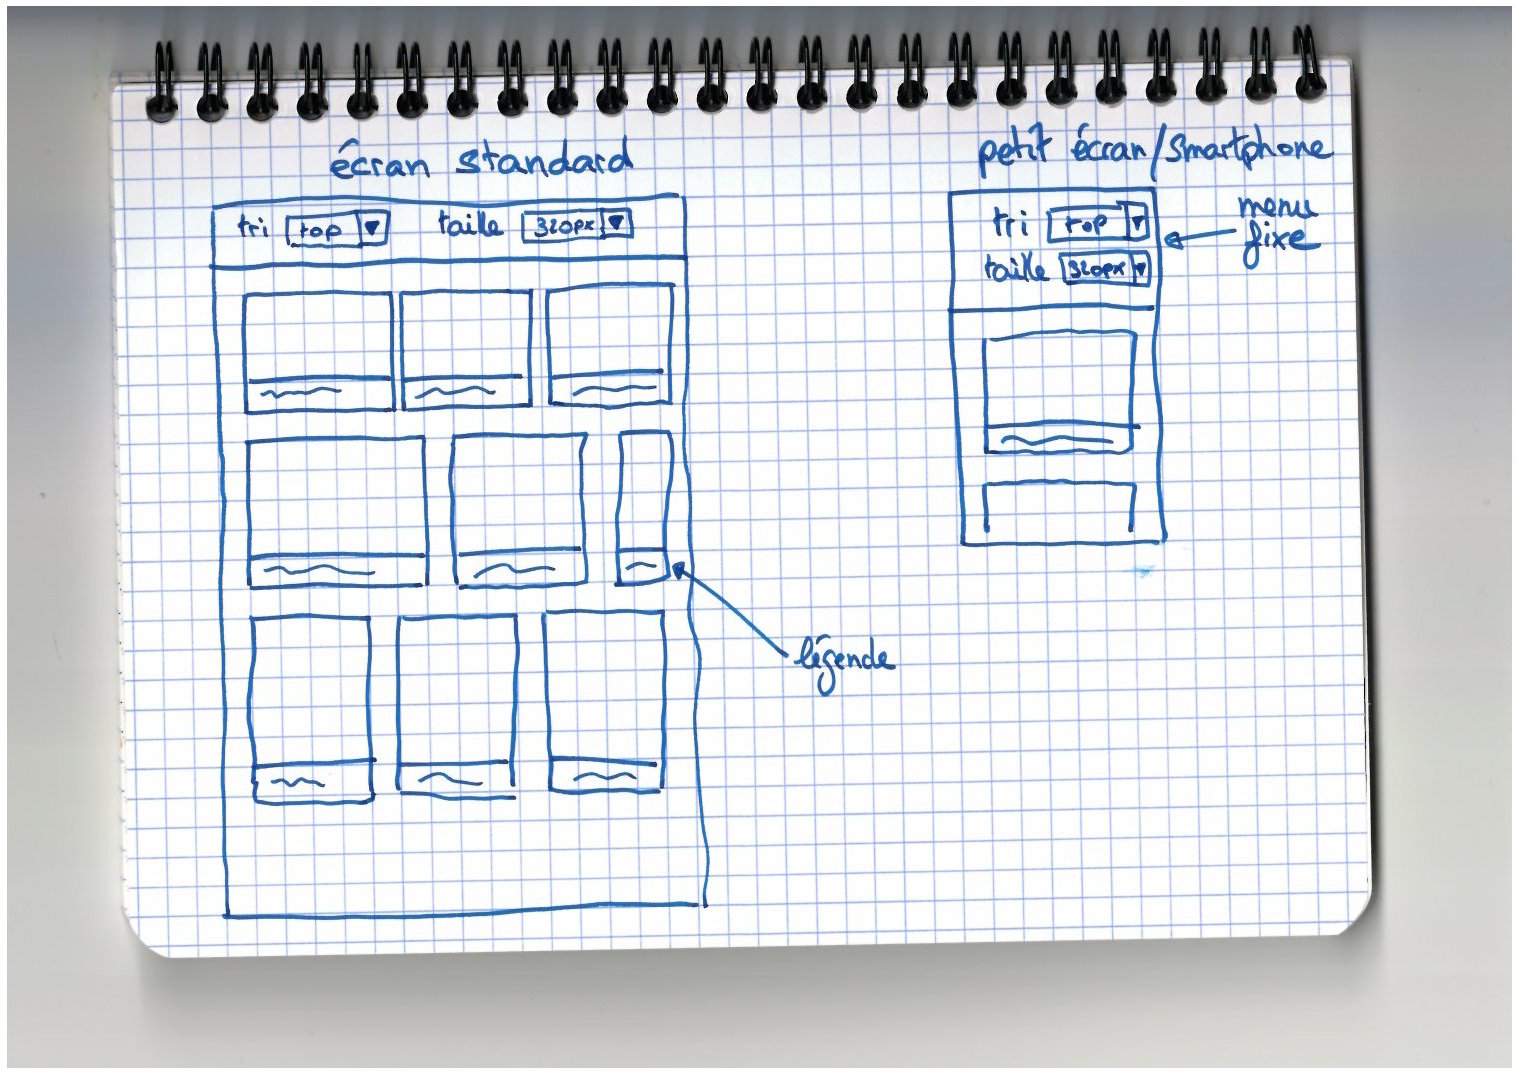 écran standard
tri top taille 320px
légende
petit écran/smartphone
tri top
taille 320px
menu
fixe